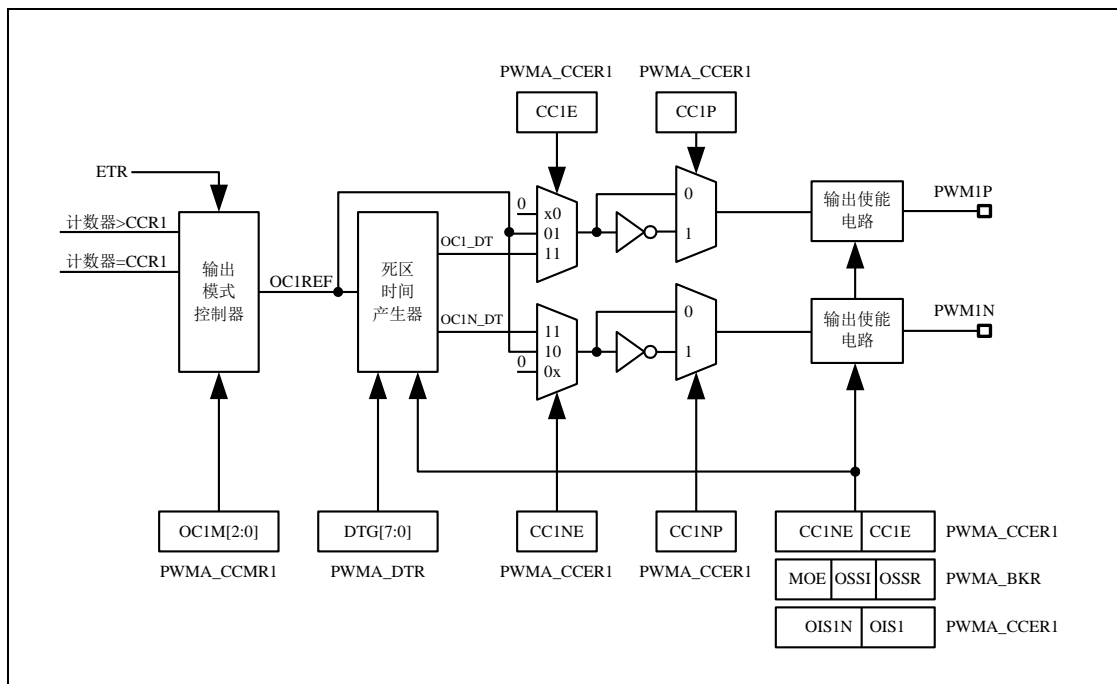 PWMA_CCER1
PWMA_CCER1
CC1E
CC1P
ETR
计数器>CCR1
计数器=CCR1
输出
模式
控制器
OC1REF
死区
时间
产生器
OC1_DT
OC1N_DT
0
x0
01
11
11
10
0x
0
0
1
0
1
输出使能
电路
PWM1P
输出使能
电路
PWM1N
OC1M[2:0]
DTG[7:0]
CC1NE
CC1NP
CC1NE CC1E PWMA_CCER1
PWMA_CCMR1
PWMA_DTR
PWMA_CCER1
PWMA_CCER1
MOE OSSI OSSR PWMA_BKR
OIS1N OIS1 PWMA_CCER1